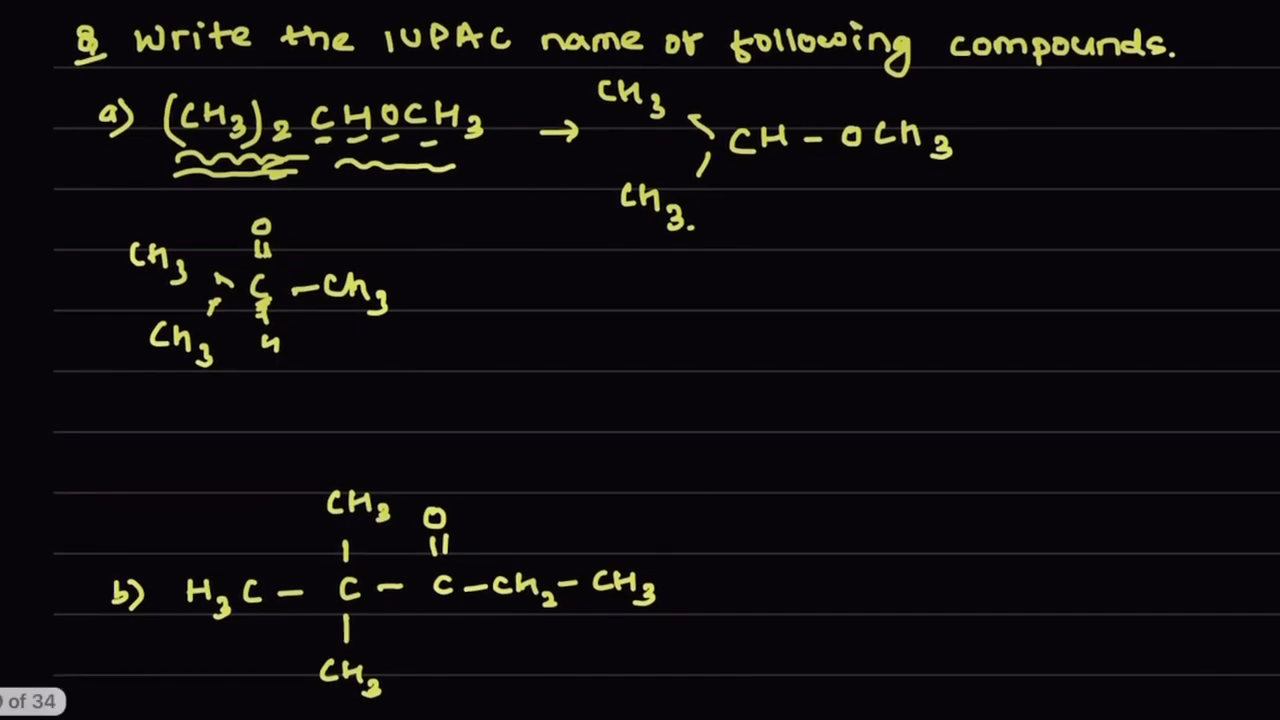 Q Write the IUPAC name of following compounds.
a) (CH3)2 CHOCH3 → CH3 CH - OCH3
CH3.
O
CH3 C - CH3
CH3 H
CH3 O
b) H3C - C - C - CH2 - CH3
CH3
of 34